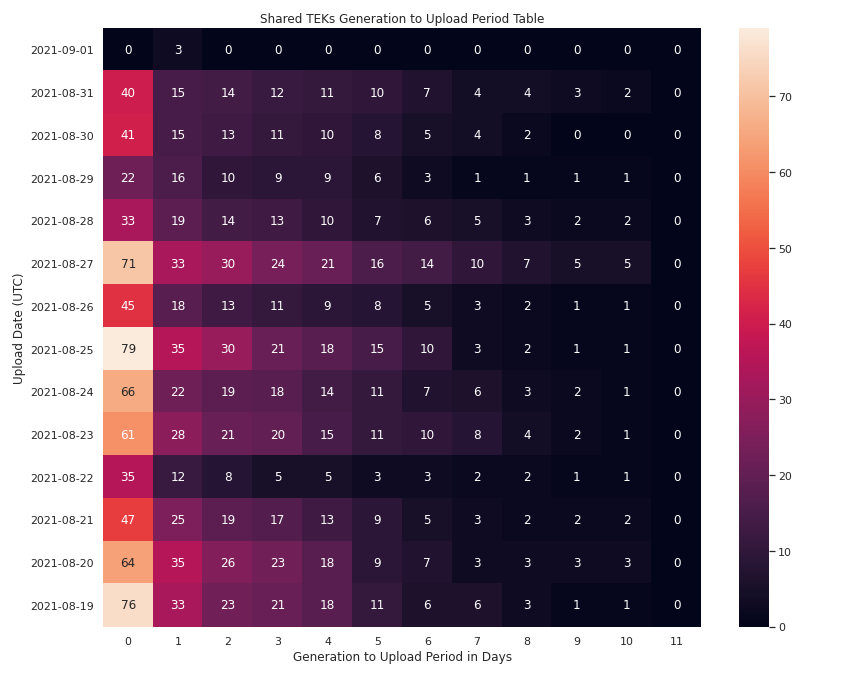 Shared TEKs Generation to Upload Period Table
Upload Date (UTC)
2021-09-01 0 3 0 0 0 0 0 0 0 0 0 0
2021-08-31 40 15 14 12 11 10 7 4 4 3 2 0
2021-08-30 41 15 13 11 10 8 5 4 2 0 0 0
2021-08-29 22 16 10 9 9 6 3 1 1 1 1 0
2021-08-28 33 19 14 13 10 7 6 5 3 2 2 0
2021-08-27 71 33 30 24 21 16 14 10 7 5 5 0
2021-08-26 45 18 13 11 9 8 5 3 2 1 1 0
2021-08-25 79 35 30 21 18 15 10 3 2 1 1 0
2021-08-24 66 22 19 18 14 11 7 6 3 2 1 0
2021-08-23 61 28 21 20 15 11 10 8 4 2 1 0
2021-08-22 35 12 8 5 5 3 3 2 2 1 1 0
2021-08-21 47 25 19 17 13 9 5 3 2 2 2 0
2021-08-20 64 35 26 23 18 9 7 3 3 3 3 0
2021-08-19 76 33 23 21 18 11 6 6 3 1 1 0
0 1 2 3 4 5 6 7 8 9 10 11
Generation to Upload Period in Days
70
60
50
40
30
20
10
0